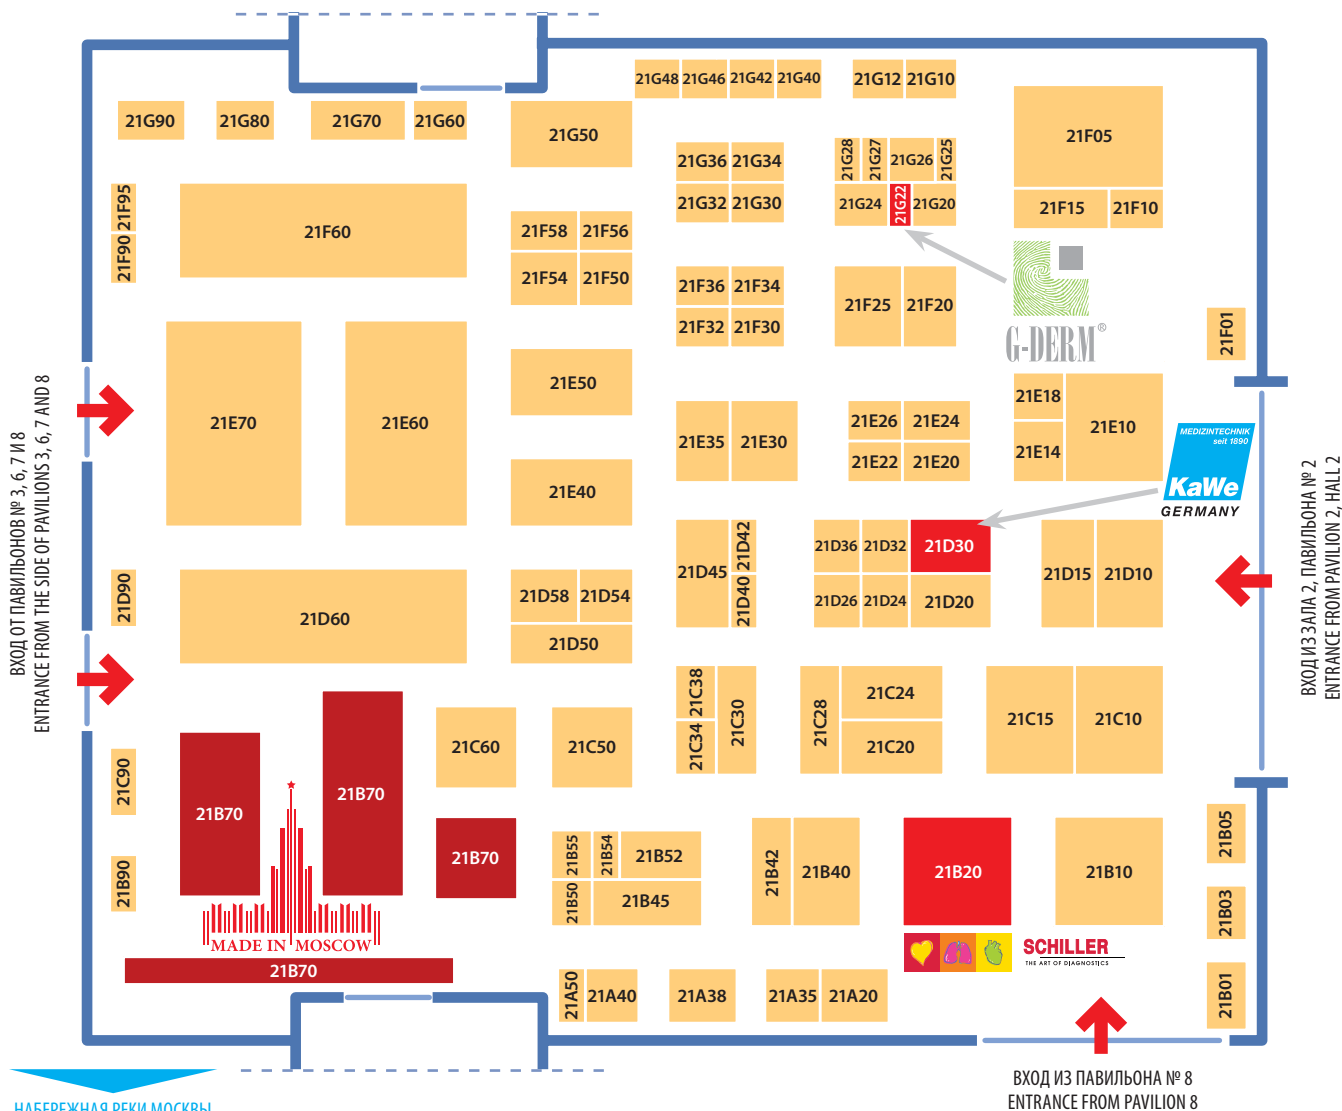 21G48 21G46 21G42 21G40 21G12 21G10
21G90 21G80 21G70 21G60 21G50 21F05
21G36 21G34 21G28 21G27 21G26 21G25
21G32 21G30 21G24 21G22 21G20 21F15 21F10
21F95 21F60 21F58 21F56
21F90 21F54 21F50 21F36 21F34 21F25 21F20
21F32 21F30 21F01
G-DERM®
21E70 21E60 21E50 21E35 21E30 21E26 21E24 21E18 21E10
21E22 21E20 21E14
MEDIZINTECHNIK
seit 1890
KaWe
GERMANY
21E40
21D45 21D42 21D36 21D32 21D30 21D15 21D10
21D90 21D60 21D58 21D54 21D40 21D26 21D24 21D20
21D50
ВХОД ОТ ПАВИЛЬОНОВ № 3, 6, 7 И 8
ENTRANCE FROM THE SIDE OF PAVILIONS 3, 6, 7 AND 8
ВХОД ИЗ ЗАЛА 2, ПАВИЛЬОНА № 2
ENTRANCE FROM PAVILION 2, HALL 2
21C38 21C30 21C28 21C24 21C15 21C10
21C60 21C50 21C34 21C20
21C90 21B70 21B70
21B70 21B55 21B54 21B52 21B42 21B40 21B20 21B10 21B05
21B90 21B50 21B45 21B03
MADE IN MOSCOW
SCHILLER
THE ART OF DIAGNOSTICS
21B70
21A50 21A40 21A38 21A35 21A20 21B01
ВХОД ИЗ ПАВИЛЬОНА № 8
ENTRANCE FROM PAVILION 8
НАБЕРЕЖНАЯ РЕКИ МОСКВЫ